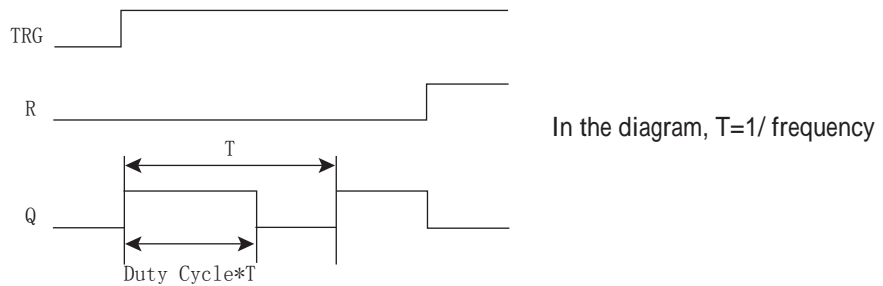 TRG
R
In the diagram, T=1/ frequency
T
Q
Duty Cycle*T